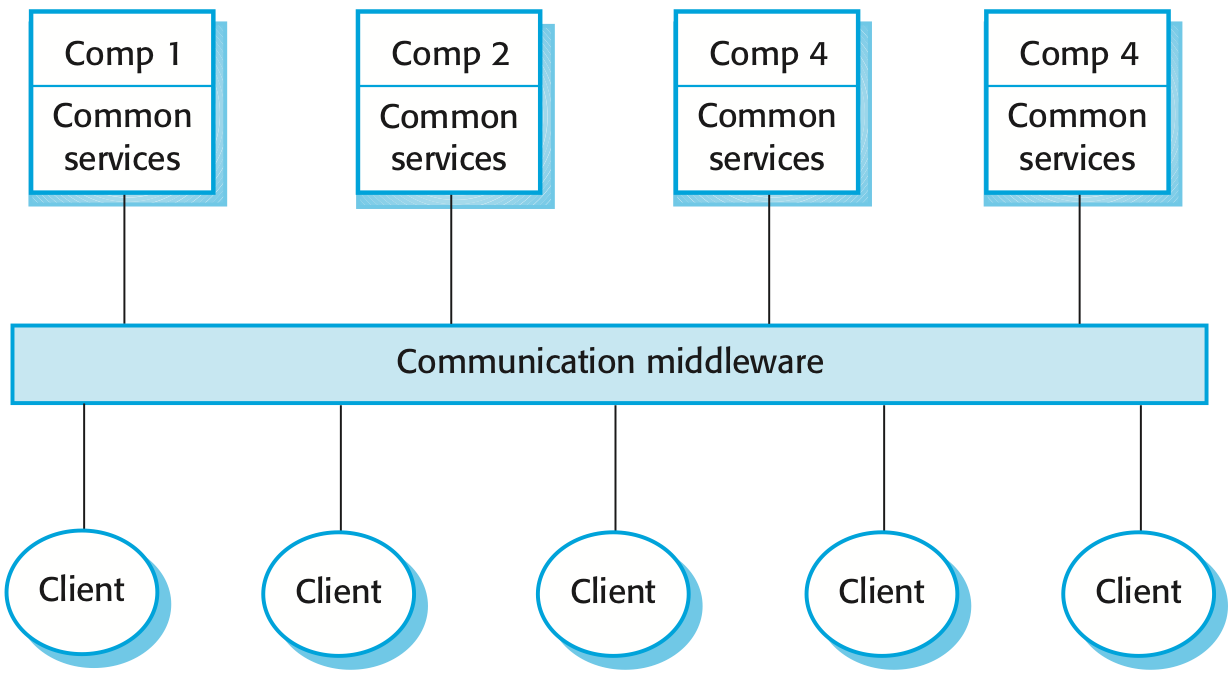 Comp 1
Common
services
Comp 2
Common
services
Comp 4
Common
services
Comp 4
Common
services
Communication middleware
Client
Client
Client
Client
Client